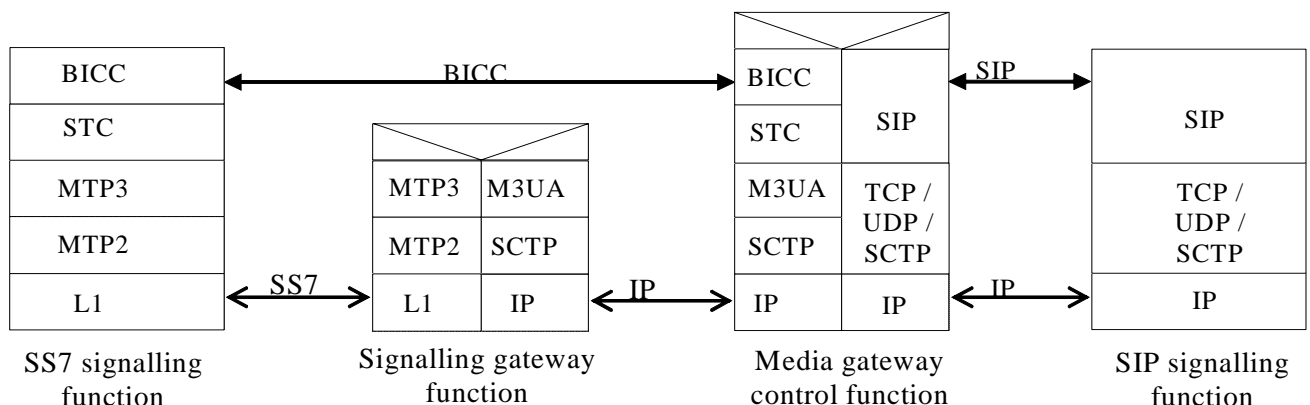 BICC
STC
MTP3
MTP2
L1
SS7 signalling
function
BICC
SS7
MTP3
M3UA
MTP2
SCTP
L1
IP
Signalling gateway
function
IP
BICC
STC
M3UA
SCTP
IP
SIP
TCP /
UDP /
SCTP
IP
Media gateway
control function
SIP
IP
SIP
TCP /
UDP /
SCTP
IP
SIP signalling
function